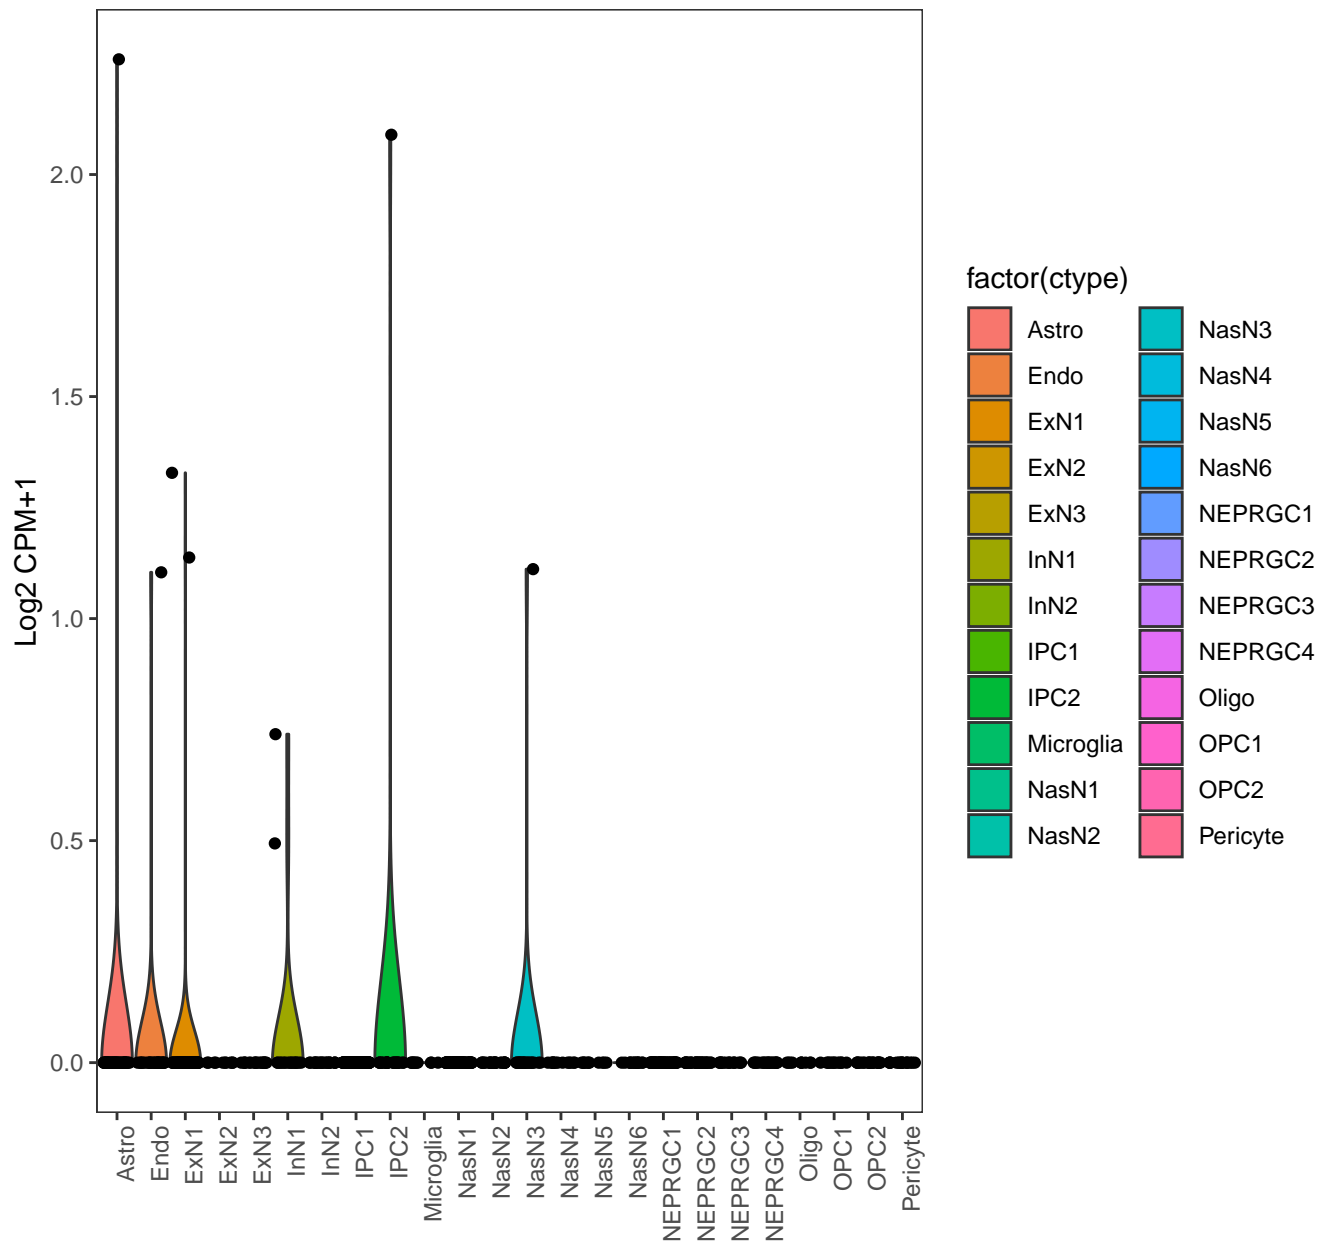 Log2 CPM+1
2.0
1.5
1.0
0.5
0.0
Astro
Endo
ExN1
ExN2
ExN3
InN1
InN2
IPC1
IPC2
Microglia
NasN1
NasN2
NasN3
NasN4
NasN5
NasN6
NEPRGC1
NEPRGC2
NEPRGC3
NEPRGC4
Oligo
OPC1
OPC2
Pericyte
factor(ctype)
Astro
Endo
ExN1
ExN2
ExN3
InN1
InN2
IPC1
IPC2
Microglia
NasN1
NasN2
NasN3
NasN4
NasN5
NasN6
NEPRGC1
NEPRGC2
NEPRGC3
NEPRGC4
Oligo
OPC1
OPC2
Pericyte